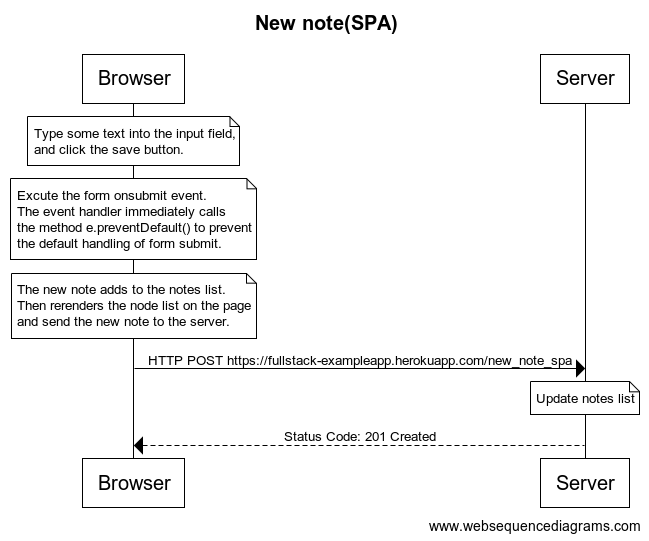 New note(SPA)
Browser
Server
Type some text into the input field,
and click the save button.
Excute the form onsubmit event.
The event handler immediately calls
the method e.preventDefault() to prevent
the default handling of form submit.
The new note adds to the notes list.
Then rerenders the node list on the page
and send the new note to the server.
HTTP POST https://fullstack-exampleapp.herokuapp.com/new_note_spa
Update notes list
Status Code: 201 Created
Browser
Server
www.websequencediagrams.com